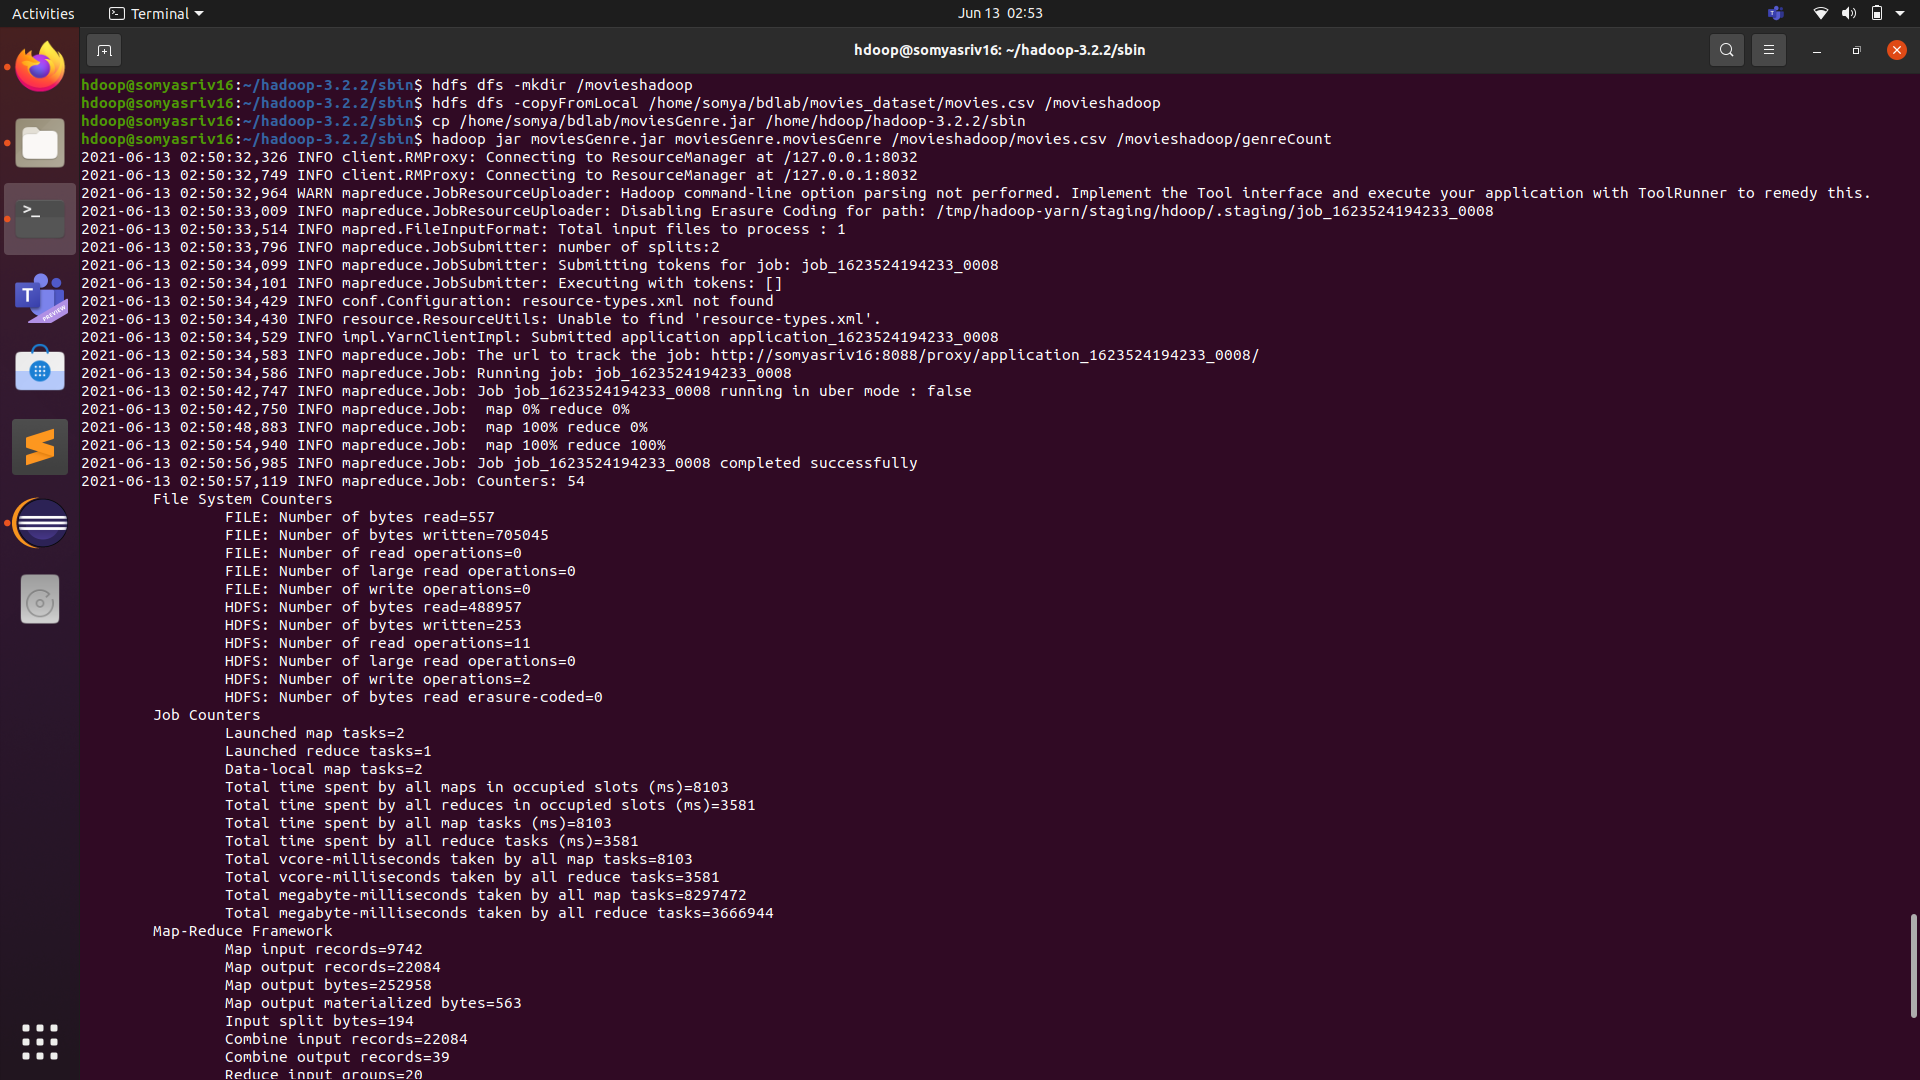 Activities
Terminal
Jun 13 02:53
hdoop@somyasriv16: ~/hadoop-3.2.2/sbin
hdoop@somyasriv16:~/hadoop-3.2.2/sbin$ hdfs dfs -mkdir /movieshadoop
hdoop@somyasriv16:~/hadoop-3.2.2/sbin$ hdfs dfs -copyFromLocal /home/somya/bdlab/movies_dataset/movies.csv /movieshadoop
hdoop@somyasriv16:~/hadoop-3.2.2/sbin$ cp /home/somya/bdlab/moviesGenre.jar /home/hdoop/hadoop-3.2.2/sbin
hdoop@somyasriv16:~/hadoop-3.2.2/sbin$ hadoop jar moviesGenre.jar moviesGenre.moviesGenre /movieshadoop/movies.csv /movieshadoop/genreCount
2021-06-13 02:50:32,326 INFO client.RMProxy: Connecting to ResourceManager at /127.0.0.1:8032
2021-06-13 02:50:32,749 INFO client.RMProxy: Connecting to ResourceManager at /127.0.0.1:8032
2021-06-13 02:50:32,964 WARN mapreduce.JobResourceUploader: Hadoop command-line option parsing not performed. Implement the Tool interface and execute your application with ToolRunner to remedy this.
2021-06-13 02:50:33,009 INFO mapreduce.JobResourceUploader: Disabling Erasure Coding for path: /tmp/hadoop-yarn/staging/hdoop/.staging/job_1623524194233_0008
2021-06-13 02:50:33,514 INFO mapred.FileInputFormat: Total input files to process : 1
2021-06-13 02:50:33,796 INFO mapreduce.JobSubmitter: number of splits:2
2021-06-13 02:50:34,099 INFO mapreduce.JobSubmitter: Submitting tokens for job: job_1623524194233_0008
2021-06-13 02:50:34,101 INFO mapreduce.JobSubmitter: Executing with tokens: []
2021-06-13 02:50:34,429 INFO conf.Configuration: resource-types.xml not found
2021-06-13 02:50:34,430 INFO resource.ResourceUtils: Unable to find 'resource-types.xml'.
2021-06-13 02:50:34,529 INFO impl.YarnClientImpl: Submitted application application_1623524194233_0008
2021-06-13 02:50:34,583 INFO mapreduce.Job: The url to track the job: http://somyasriv16:8088/proxy/application_1623524194233_0008/
2021-06-13 02:50:34,586 INFO mapreduce.Job: Running job: job_1623524194233_0008
2021-06-13 02:50:42,747 INFO mapreduce.Job: Job job_1623524194233_0008 running in uber mode : false
2021-06-13 02:50:42,750 INFO mapreduce.Job:  map 0% reduce 0%
2021-06-13 02:50:48,883 INFO mapreduce.Job:  map 100% reduce 0%
2021-06-13 02:50:54,940 INFO mapreduce.Job:  map 100% reduce 100%
2021-06-13 02:50:56,985 INFO mapreduce.Job: Job job_1623524194233_0008 completed successfully
2021-06-13 02:50:57,119 INFO mapreduce.Job: Counters: 54
File System Counters
FILE: Number of bytes read=557
FILE: Number of bytes written=705045
FILE: Number of read operations=0
FILE: Number of large read operations=0
FILE: Number of write operations=0
HDFS: Number of bytes read=488957
HDFS: Number of bytes written=253
HDFS: Number of read operations=11
HDFS: Number of large read operations=0
HDFS: Number of write operations=2
HDFS: Number of bytes read erasure-coded=0
Job Counters
Launched map tasks=2
Launched reduce tasks=1
Data-local map tasks=2
Total time spent by all maps in occupied slots (ms)=8103
Total time spent by all reduces in occupied slots (ms)=3581
Total time spent by all map tasks (ms)=8103
Total time spent by all reduce tasks (ms)=3581
Total vcore-milliseconds taken by all map tasks=8103
Total vcore-milliseconds taken by all reduce tasks=3581
Total megabyte-milliseconds taken by all map tasks=8297472
Total megabyte-milliseconds taken by all reduce tasks=3666944
Map-Reduce Framework
Map input records=9742
Map output records=22084
Map output bytes=252958
Map output materialized bytes=563
Input split bytes=194
Combine input records=22084
Combine output records=39
Reduce input groups=20